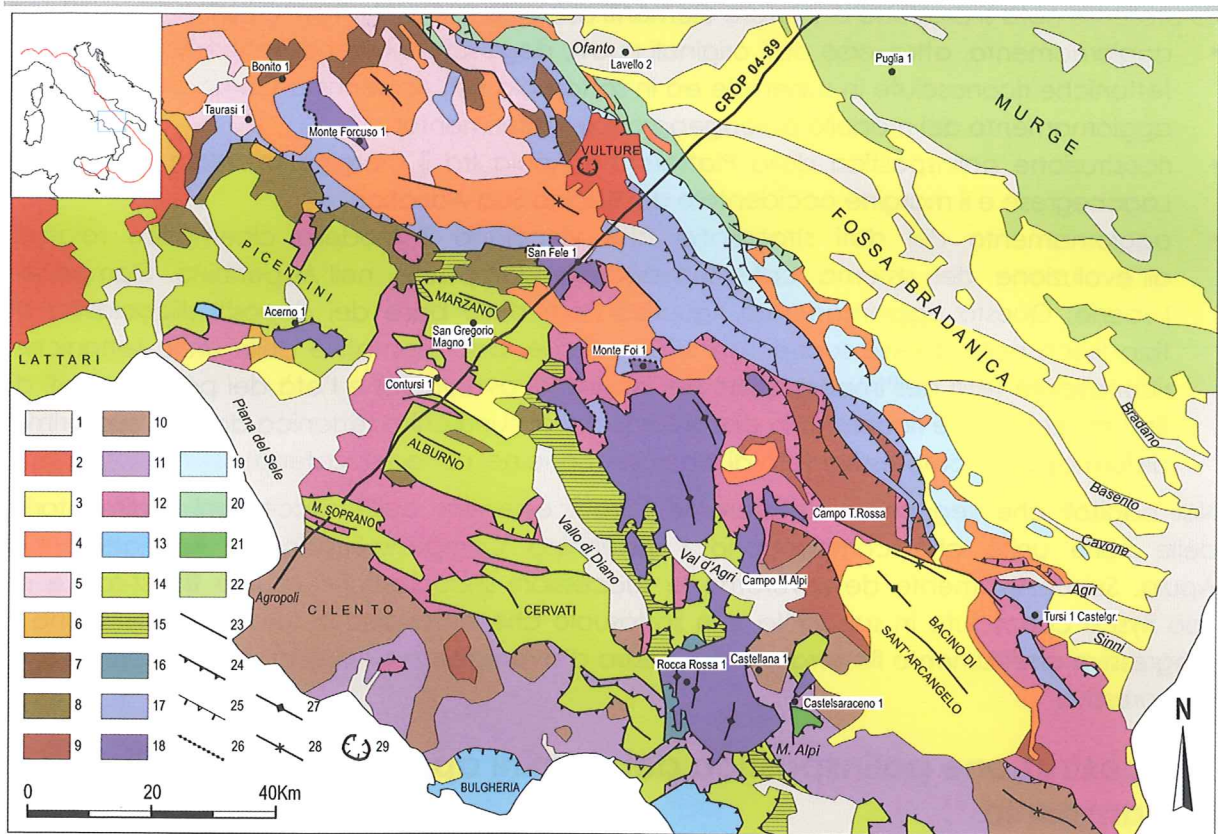 Ofanto
Lavello 2
CROP 04-89
Puglia 1
MURGE
Bonito 1
Taurasi 1
Monte Forcuso 1
VULTURE
FOSSA BRADANICA
PICENTINI
San Fele 1
MARZANO
Acerno 1
San Gregorio
Magno 1
LATTARI
Monte Foi 1
Contursi 1
Bradano
Piana del Sele
ALBURNO
Basento
M. SOPRANO
Campo T.Rossa
Vallo di Diano
Val d'Agri
Cavone
Campo M.Alpi
Agropoli
CILENTO
CERVATI
Agri
Tursi 1 Castelgr.
BACINO DI
SANT'ARCANGELO
Sinni
Rocca Rossa 1
Castellana 1
Castelsaraceno 1
M. Alpi
BULGHERIA
N
1
2
3
4
5
6
7
8
9
10
11
12
13
14
15
16
17
18
19
20
21
22
23
24
25
26
27
28
29
0 20 40Km